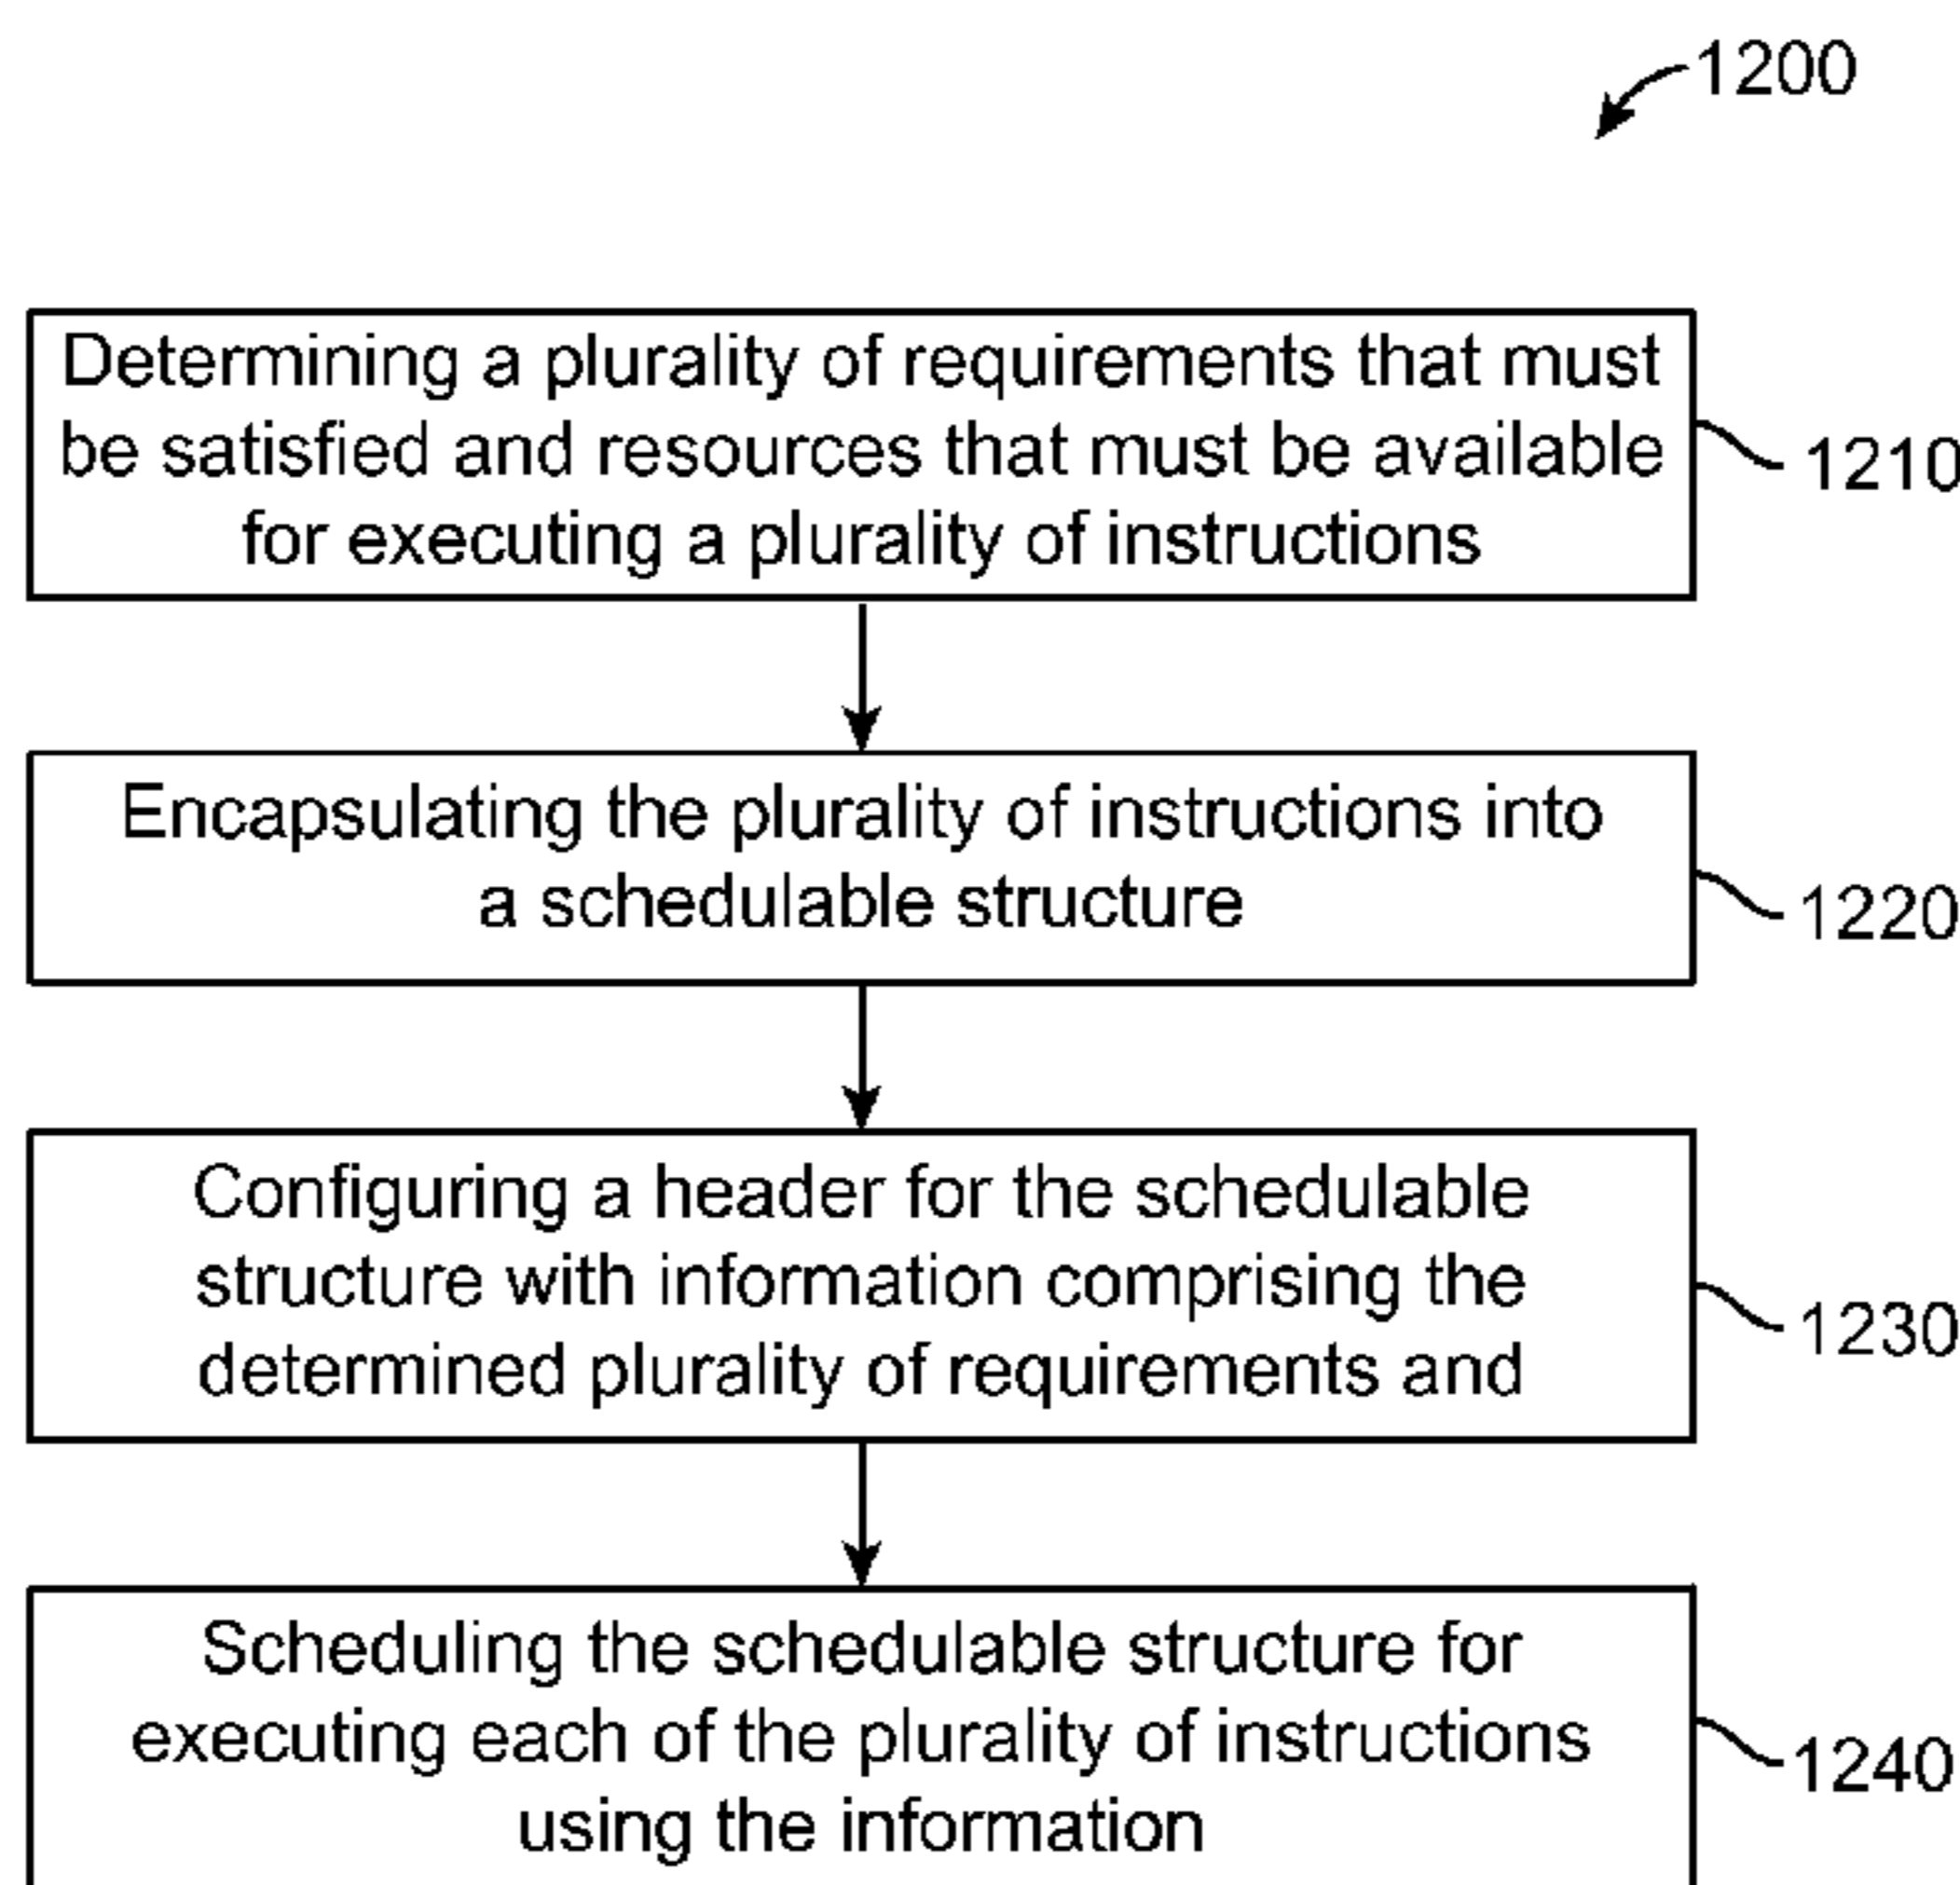 1200
Determining a plurality of requirements that must
be satisfied and resources that must be available
for executing a plurality of instructions
1210
Encapsulating the plurality of instructions into
a schedulable structure
1220
Configuring a header for the schedulable
structure with information comprising the
determined plurality of requirements and
1230
Scheduling the schedulable structure for
executing each of the plurality of instructions
using the information
1240